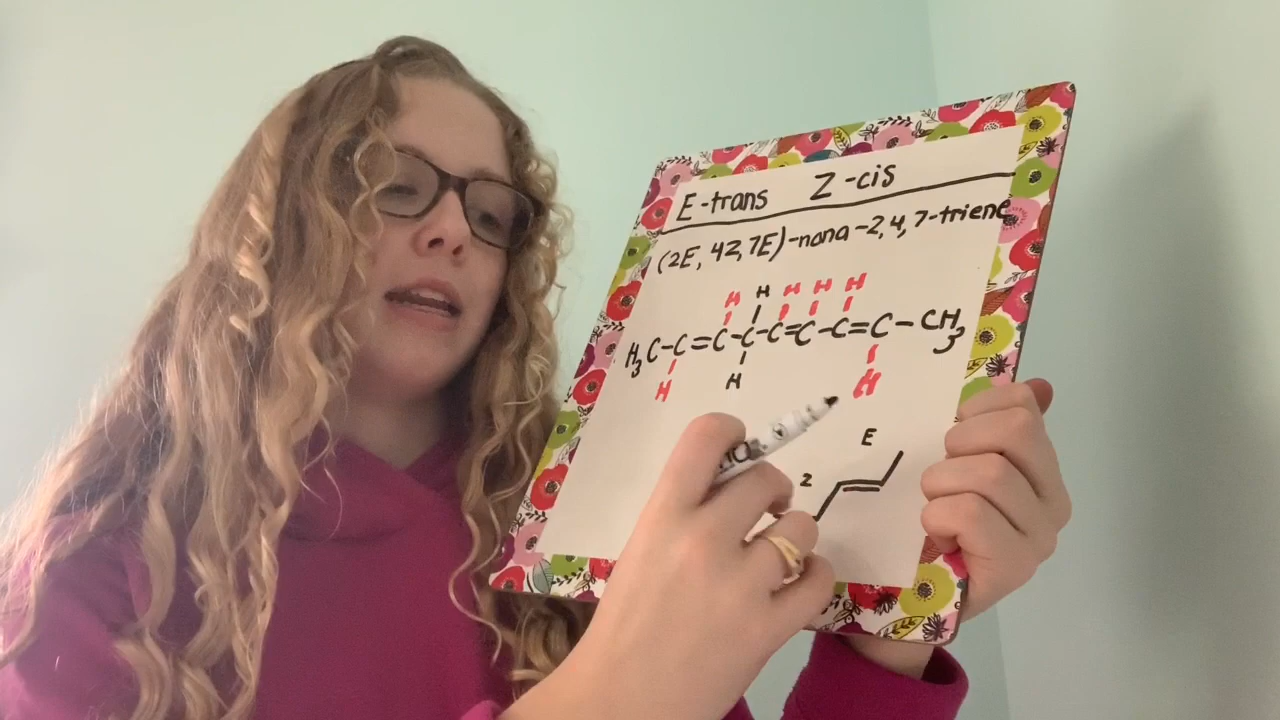 E-trans Z-cis
(2E, 4Z, 7E)-nona-2,4,7-triene
H H H H H
H3C-C=C-C-C=C-C=C-CH3
H H H
E
Z